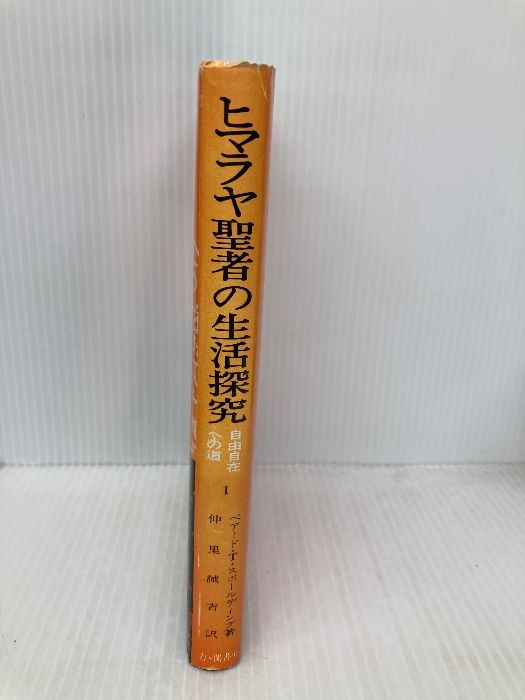 ヒマラヤ聖者の生活探究
自由自在
への道
I
ベアード・T・スポールディング著
仲里誠吉訳